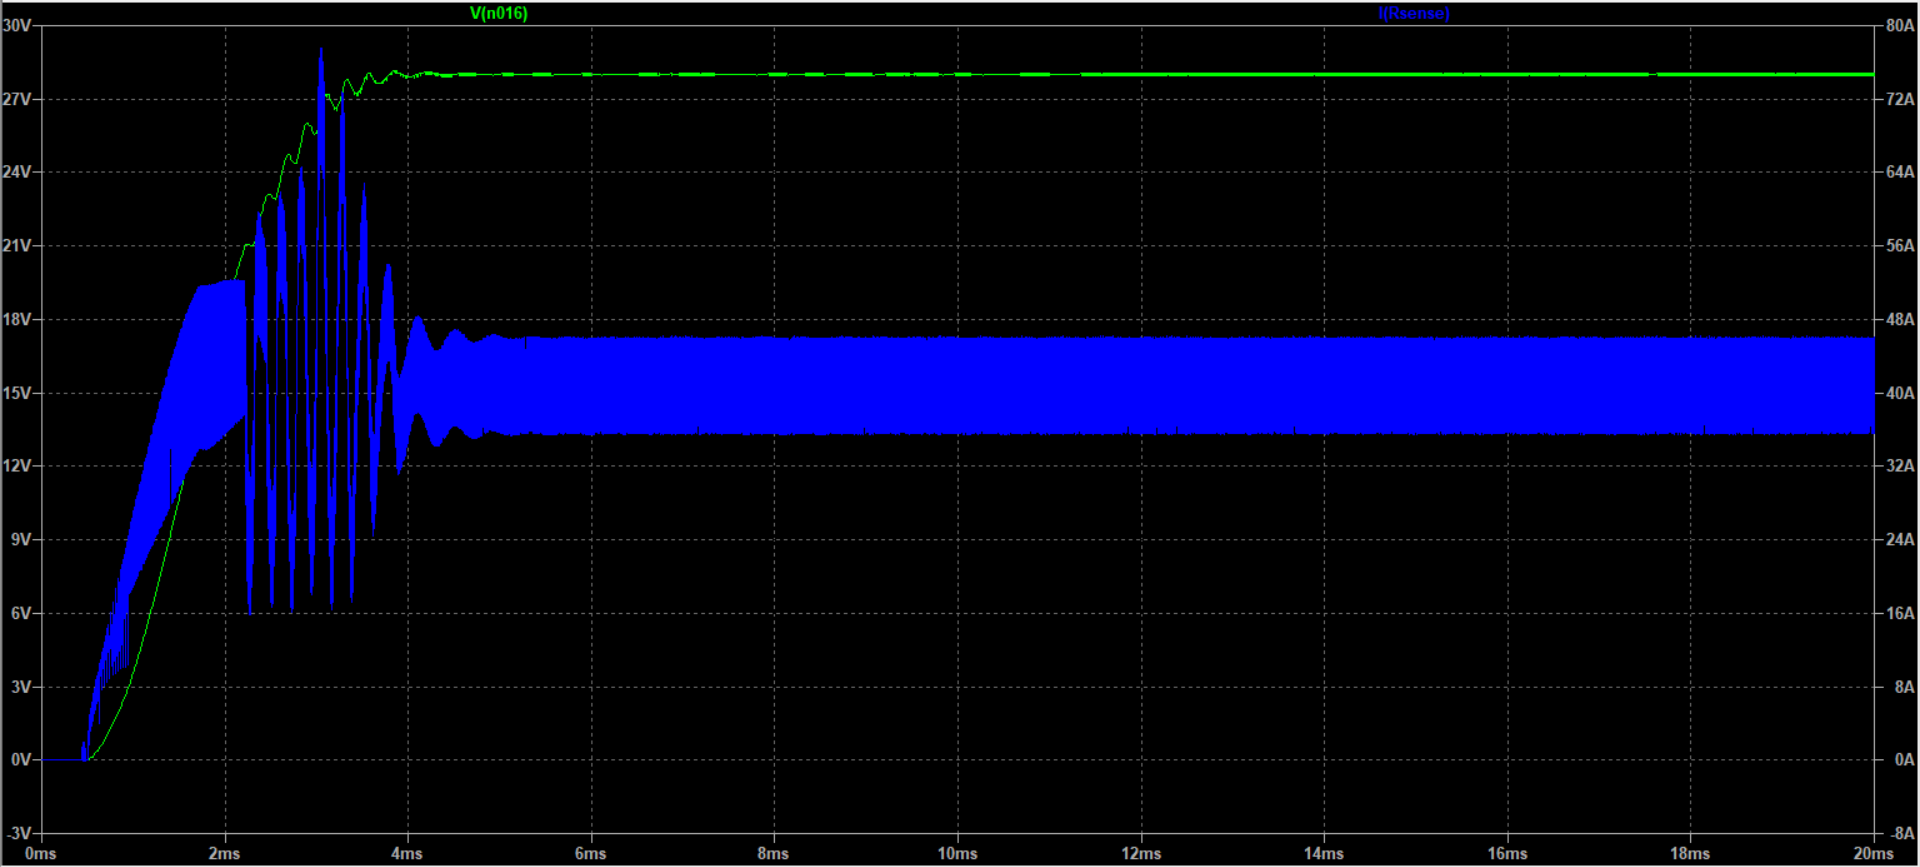 V(n016) I(Rsense)
30V 80A
27V 72A
24V 64A
21V 56A
18V 48A
15V 40A
12V 32A
9V 24A
6V 16A
3V 8A
0V 0A
-3V -8A
0ms 2ms 4ms 6ms 8ms 10ms 12ms 14ms 16ms 18ms 20ms